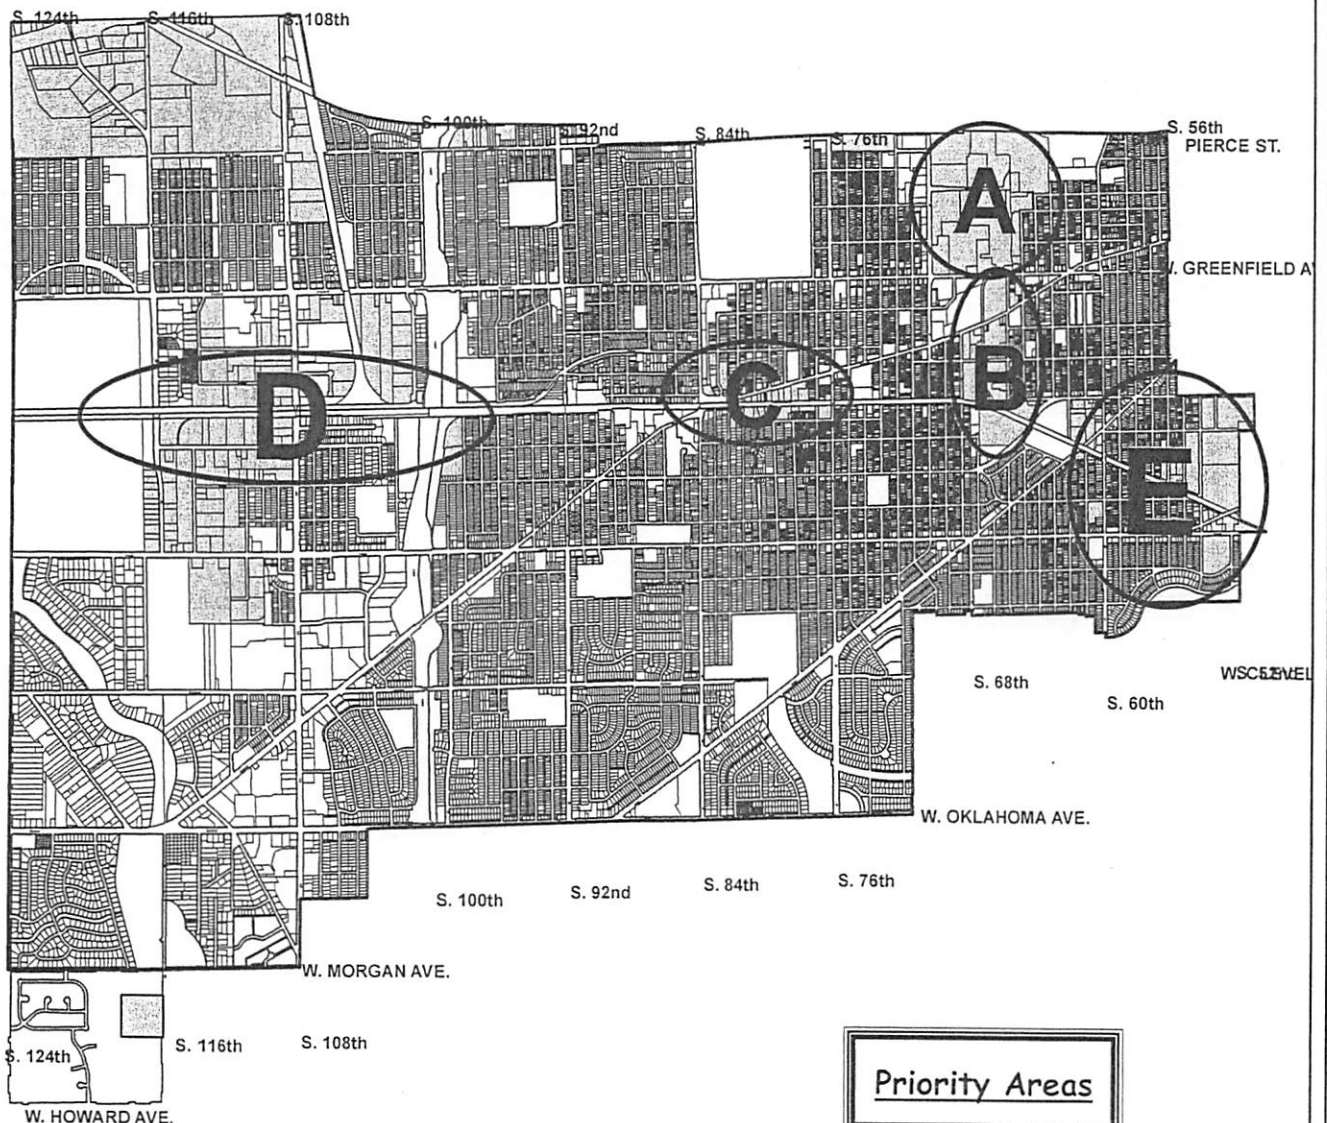 S. 124th
S. 116th
S. 108th
S. 100th
S. 92nd
S. 84th
S. 76th
S. 56th
PIERCE ST.
A
W. GREENFIELD AV
B
C
D
E
S. 68th
S. 60th
W. OKLAHOMA AVE.
S. 100th
S. 92nd
S. 84th
S. 76th
W. MORGAN AVE.
S. 124th
S. 116th
S. 108th
W. HOWARD AVE.
Priority Areas